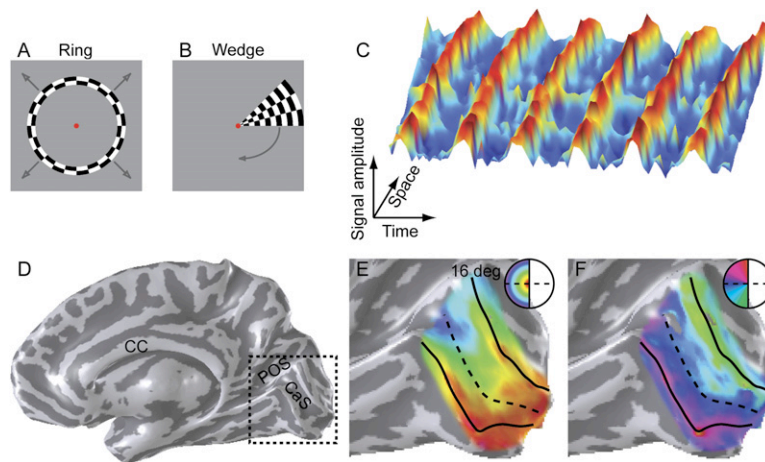 A Ring
B Wedge
C
Signal amplitude
Space
Time
D
CC
POS
CaS
E
16 deg
F